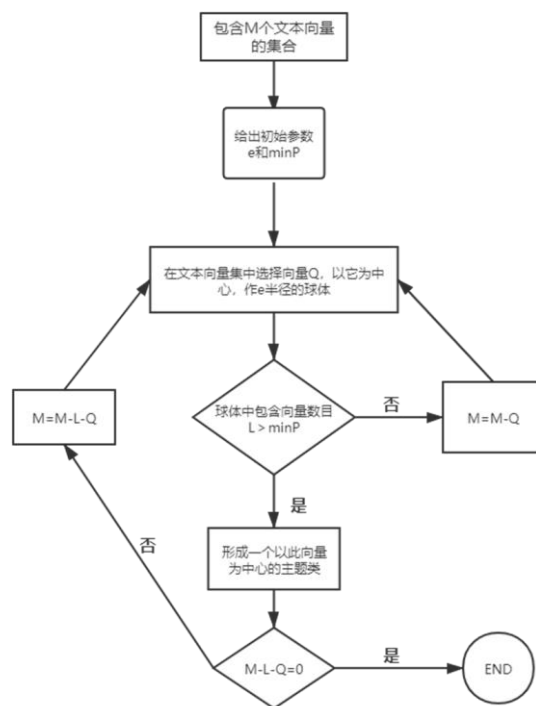 包含M个文本向量
的集合
给出初始参数
e和minP
在文本向量集中选择向量Q，以它为中
心，作e半径的球体
M=M-L-Q
球体中包含向量数目
L＞minP
否
M=M-Q
是
形成一个以此向量
为中心的主题类
否
M-L-Q=0
是
END